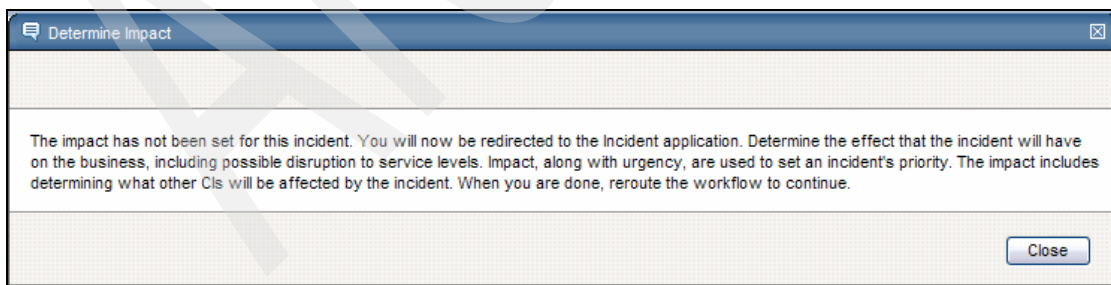 Determine Impact
The impact has not been set for this incident. You will now be redirected to the Incident application. Determine the effect that the incident will have
on the business, including possible disruption to service levels. Impact, along with urgency, are used to set an incident's priority. The impact includes
determining what other CIs will be affected by the incident. When you are done, reroute the workflow to continue.
Close